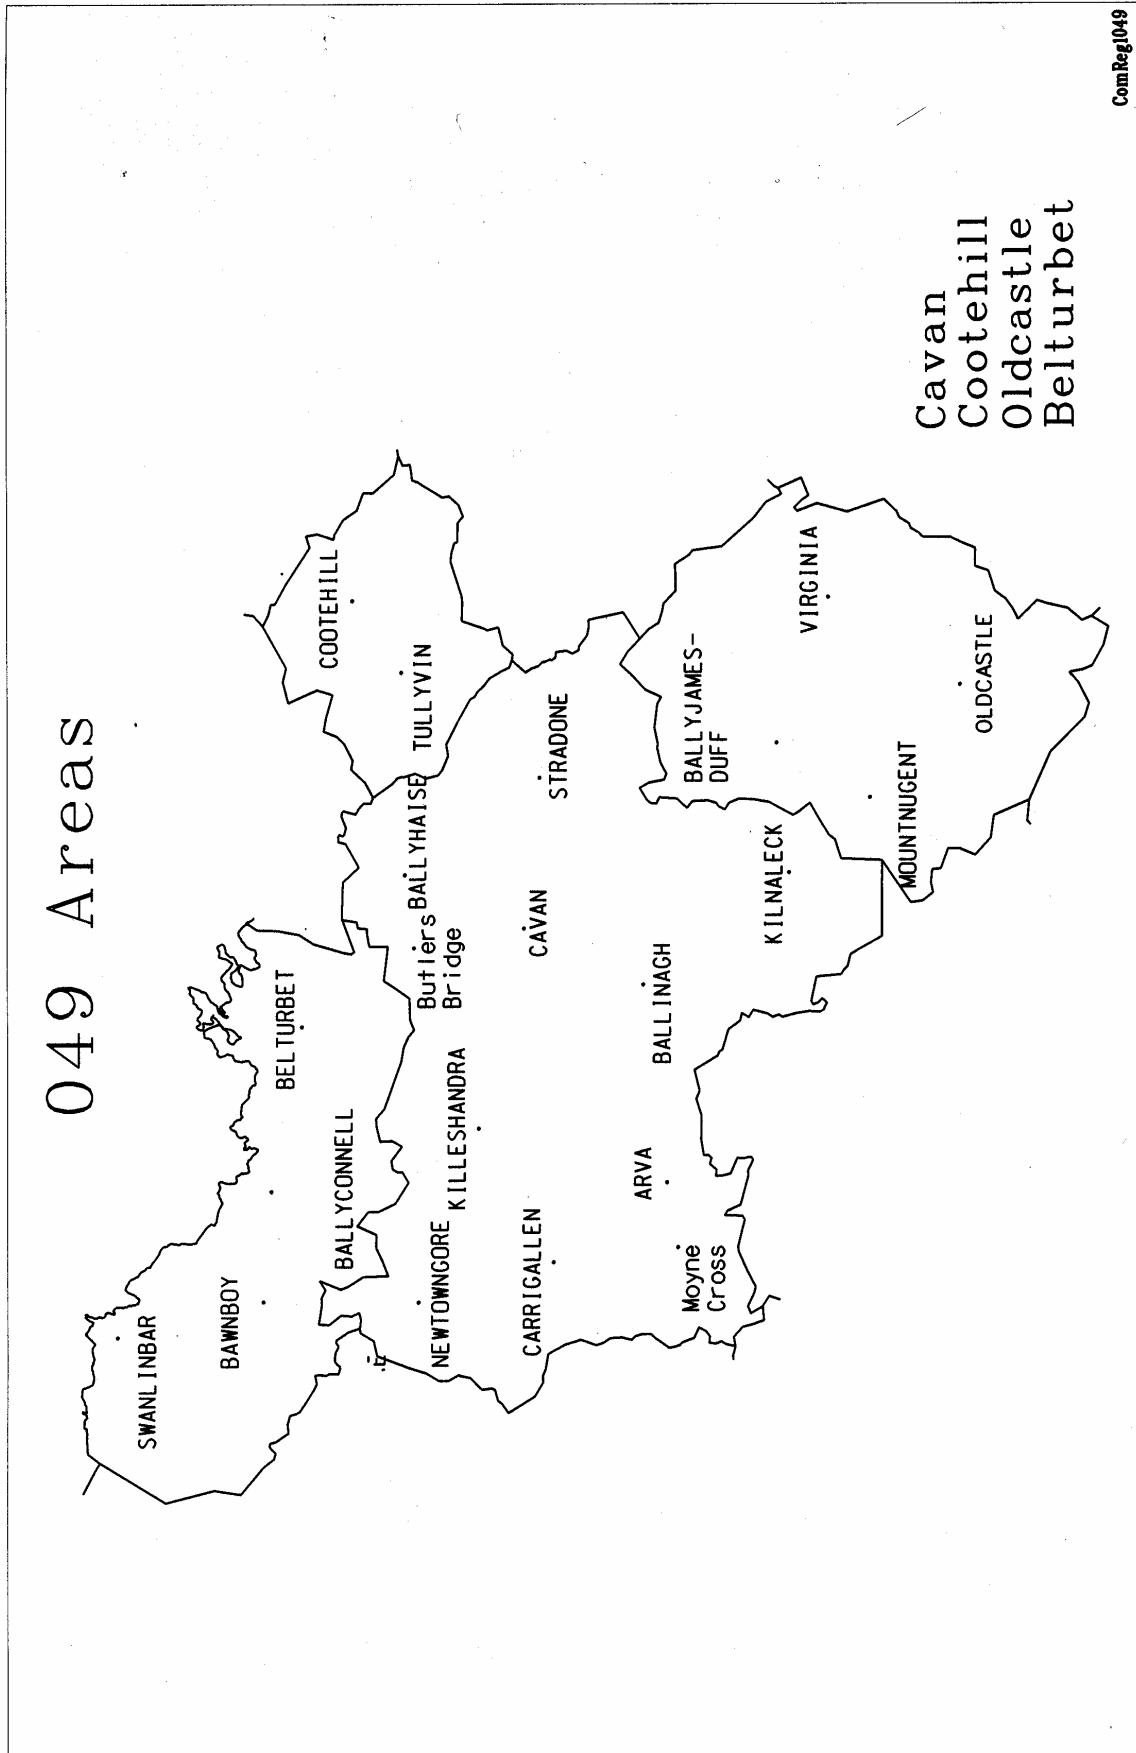 049 Areas
SWANLINBAR
BAWNBOY
BELTURBET
BALLYCONNELL
COOTEHILL
TULLYVIN
BALLYHAISE
Butlers
Bridge
NEWTOWNGORE
KILLESHANDRA
CARRIGALLEN
CAVAN
STRADONE
ARVA
BALLINAGH
Moyne
Cross
BALLYJAMES-
DUFF
KILNALECK
VIRGINIA
MOUNTNUGENT
OLDCASTLE
Cavan
Cootehill
Oldcastle
Belturbet
ComReg1049